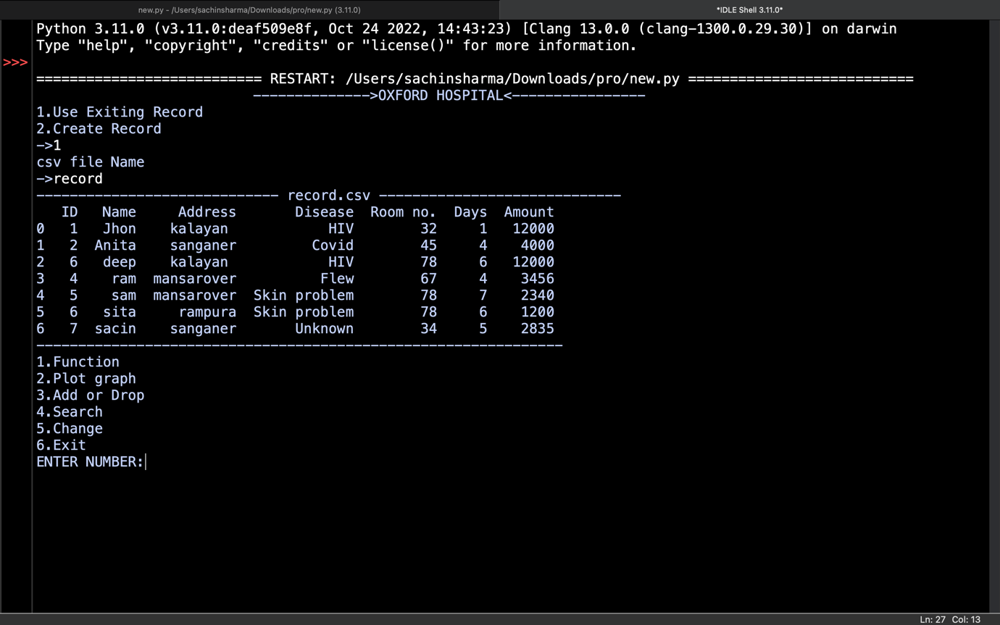 new.py - /Users/sachinsharma/Downloads/pro/new.py (3.11.0)
*IDLE Shell 3.11.0*
Python 3.11.0 (v3.11.0:deaf509e8f, Oct 24 2022, 14:43:23) [Clang 13.0.0 (clang-1300.0.29.30)] on darwin
Type "help", "copyright", "credits" or "license()" for more information.
>>>
=========================== RESTART: /Users/sachinsharma/Downloads/pro/new.py ===========================
-------------->OXFORD HOSPITAL<----------------
1.Use Exiting Record
2.Create Record
->1
csv file Name
->record
----------------------------- record.csv -----------------------------
   ID   Name     Address       Disease  Room no.  Days  Amount
0   1   Jhon    kalayan            HIV        32     1   12000
1   2  Anita    sanganer         Covid        45     4    4000
2   6   deep    kalayan            HIV        78     6   12000
3   4    ram  mansarover          Flew        67     4    3456
4   5    sam  mansarover  Skin problem        78     7    2340
5   6   sita     rampura  Skin problem        78     6    1200
6   7  sacin    sanganer       Unknown        34     5    2835
---------------------------------------------------------------
1.Function
2.Plot graph
3.Add or Drop
4.Search
5.Change
6.Exit
ENTER NUMBER:
Ln: 27 Col: 13